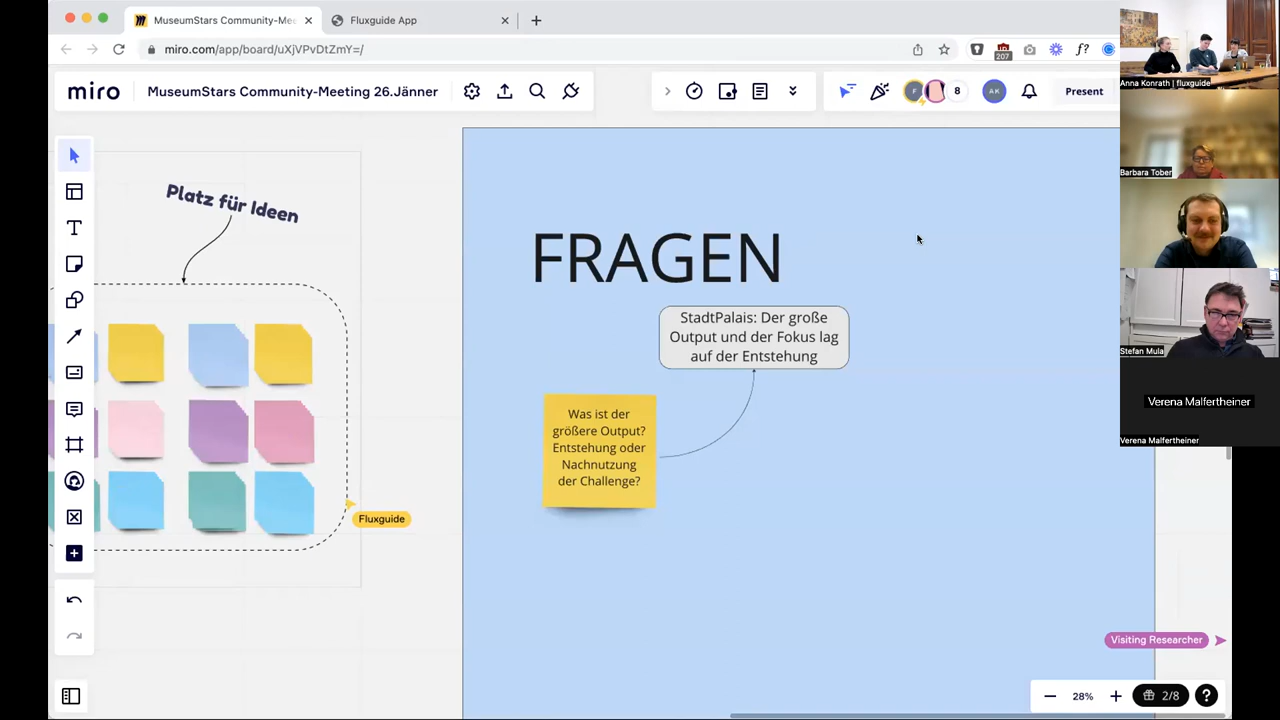 MuseumStars Community-Mee
Fluxguide App
miro.com/app/board/uXjVPvDtZmY=/
207
f?
miro
MuseumStars Community-Meeting 26.Jänn
F
8
AK
Present
Platz für Ideen
FRAGEN
StadtPalais: Der große
Output und der Fokus lag
auf der Entstehung
Was ist der
größere Output?
Entstehung oder
Nachnutzung
der Challenge?
Fluxguide
Visiting Researcher
28%
2/8
?
Anna Konrath | fluxguide
Barbara Tober
Stefan Mula
Verena Malfertheiner
Verena Malfertheiner